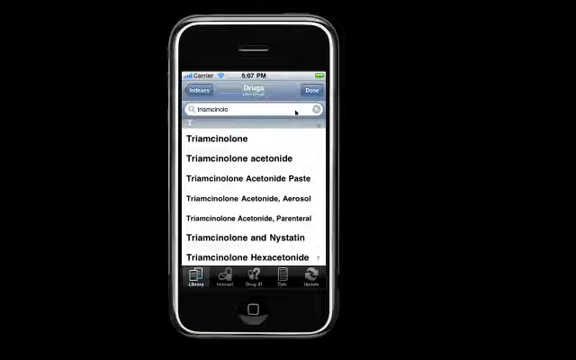 Carrier 5:07 PM
Indexes Drugs Done
triamcinolo
T
Triamcinolone
Triamcinolone acetonide
Triamcinolone Acetonide Paste
Triamcinolone Acetonide, Aerosol
Triamcinolone Acetonide, Parenteral
Triamcinolone and Nystatin
Triamcinolone Hexacetonide
Library Interact Drug ID Calc Update